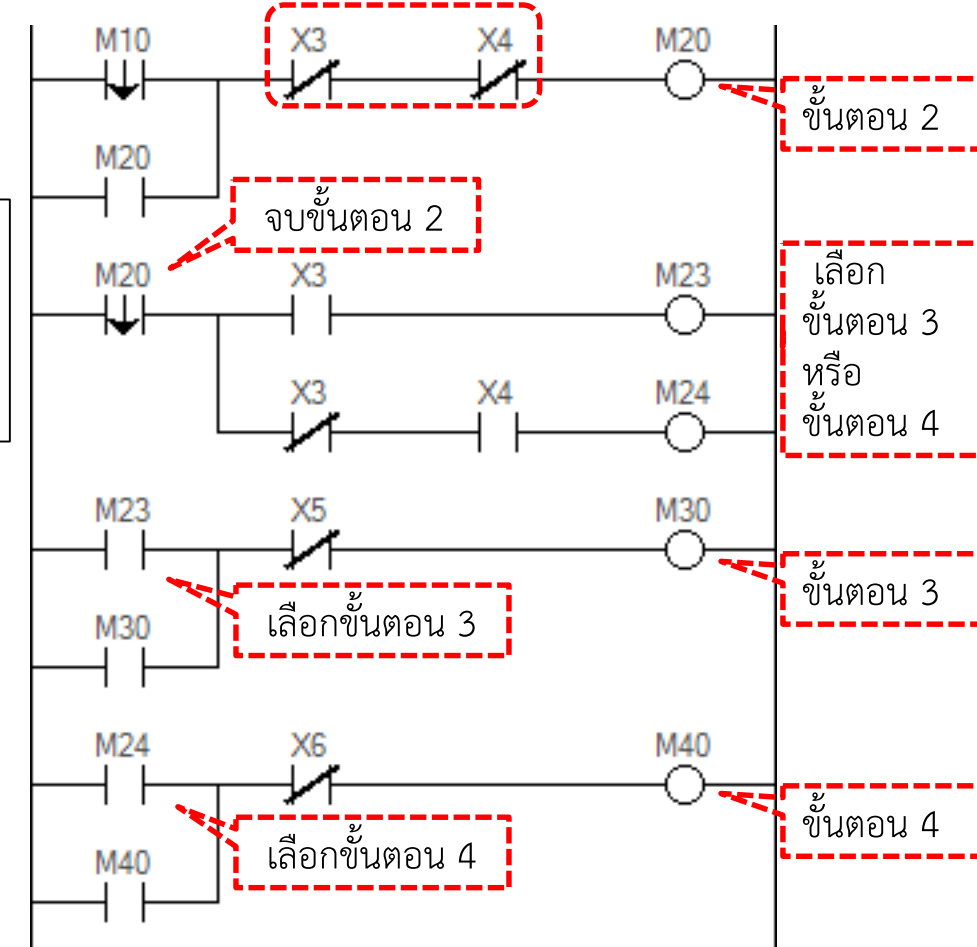 M10 X3 X4 M20
ขั้นตอน 2
M20
จบขั้นตอน 2
M20 X3 M23
เลือก
ขั้นตอน 3
หรือ
ขั้นตอน 4
X3 X4 M24
M23 X5 M30
ขั้นตอน 3
เลือกขั้นตอน 3
M30
M24 X6 M40
ขั้นตอน 4
เลือกขั้นตอน 4
M40